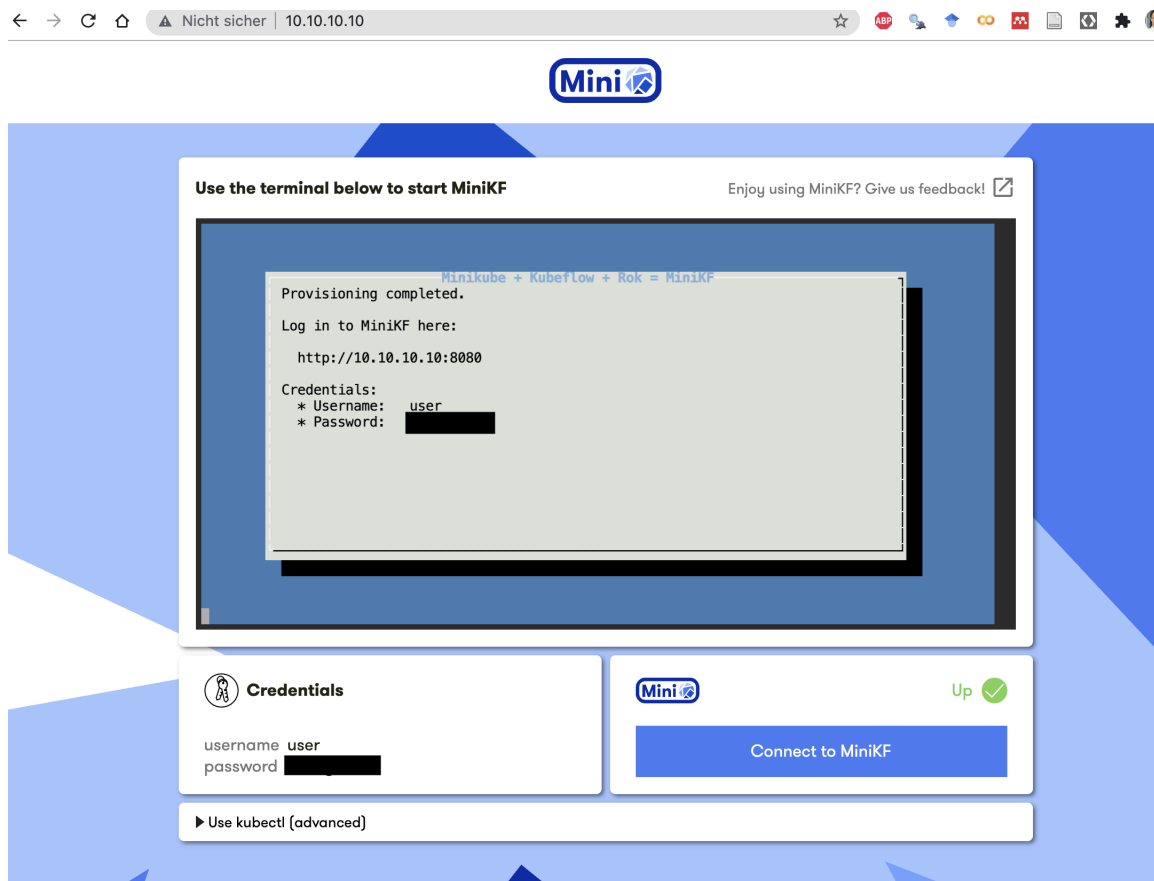 Nicht sicher 10.10.10.10
ABP
Mini
Use the terminal below to start MiniKF
Enjoy using MiniKF? Give us feedback!
Minikube + Kubeflow + Rok = MiniKF
Provisioning completed.
Log in to MiniKF here:
http://10.10.10.10:8080
Credentials:
* Username: user
* Password:
Credentials
username user
password
Mini
Up
Connect to MiniKF
Use kubectl (advanced)